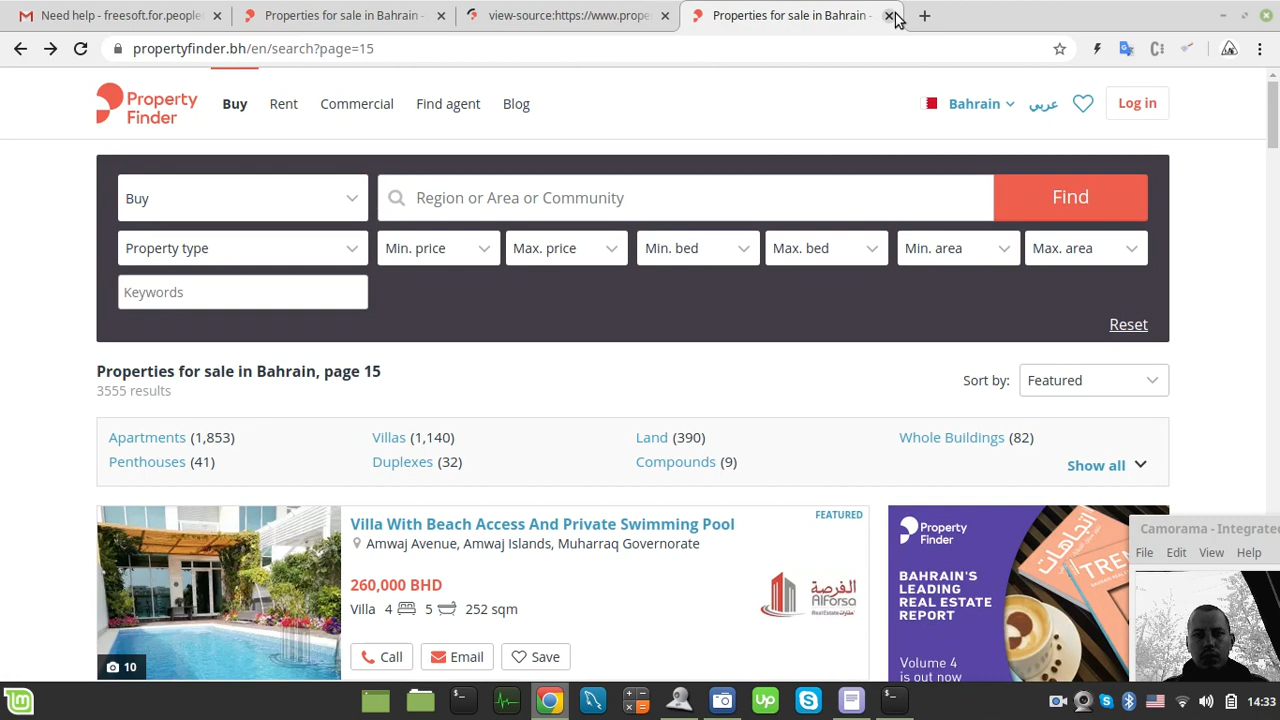 Need help - freesoft.for.people
Properties for sale in Bahrain -
view-source:https://www.prope
Properties for sale in Bahrain -
propertyfinder.bh/en/search?page=15
Property Finder
Buy
Rent
Commercial
Find agent
Blog
Bahrain
عربي
Log in
Buy
Region or Area or Community
Find
Property type
Min. price
Max. price
Min. bed
Max. bed
Min. area
Max. area
Keywords
Reset
Properties for sale in Bahrain, page 15
3555 results
Sort by:
Featured
Apartments (1,853)
Villas (1,140)
Land (390)
Whole Buildings (82)
Penthouses (41)
Duplexes (32)
Compounds (9)
Show all
Villa With Beach Access And Private Swimming Pool
FEATURED
Amwaj Avenue, Amwaj Islands, Muharraq Governorate
260,000 BHD
Villa 4 5 252 sqm
الفرصة
AlForsa
Call
Email
Save
10
Property
Finder
اتجاهات
TREN
BAHRAIN'S
LEADING
REAL ESTATE
REPORT
Volume 4
is out now
Camorama - Integrate
File Edit View Help
14:33